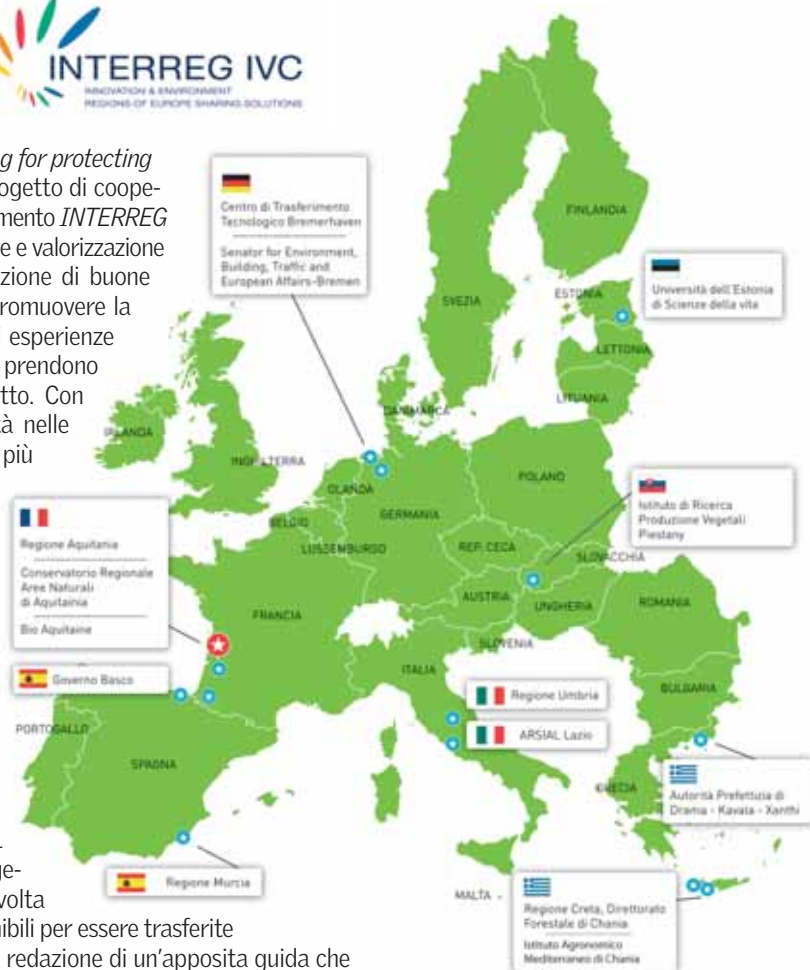 INTERREG IVC
INNOVATION & ENVIRONMENT
REGIONS OF EUROPE SHARING SOLUTIONS
g for protecting
ogetto di coope-
mento INTERREG
e e valorizzazione
zione di buone
romuovere la
i esperienze
prendono
tto. Con
tà nelle
più
Centro di Trasferimento
Tecnologico Bremerhaven
Senator for Environment,
Building, Traffic and
European Affairs-Bremen
FINLANDIA
SVEZIA
ESTONIA
Università dell'Estonia
di Scienze della vita
LETTONIA
LITUANIA
DANIMARCA
IRLANDA
INGHILTERRA
OLANDA
BELGIO
GERMANIA
POLAND
LUSSEMBURGO
REP. CECA
SLOVACCHIA
Istituto di Ricerca
Produzione Vegetali
Piestany
AUSTRIA
UNGHERIA
ROMANIA
SLOVENIA
FRANCIA
ITALIA
BULGARIA
Regione Aquitania
Conservatorio Regionale
Aree Naturali
di Aquitainia
Bio Aquitaine
Governo Basco
PORTOGALLO
SPAGNA
Regione Umbria
ARSIAL Lazio
GRECIA
Autorità Prefettizia di
Drama - Kavala - Xanthi
Regione Murcia
MALTA
Regione Creta, Direttorato
Forestale di Chania
Istituto Agronomico
Mediterraneo di Chania
ge-
volta
nibili per essere trasferite
redazione di un'apposita guida che